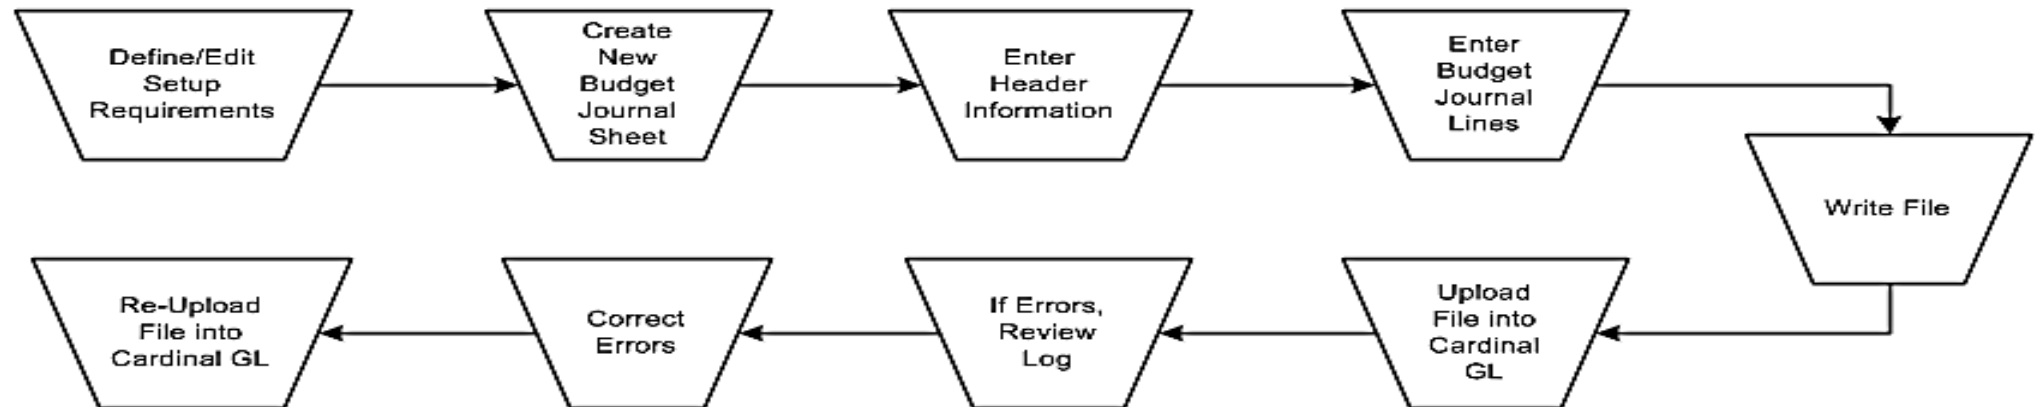 Define/Edit
Setup
Requirements
Create
New
Budget
Journal
Sheet
Enter
Header
Information
Enter
Budget
Journal
Lines
Write File
Upload
File into
Cardinal
GL
If Errors,
Review
Log
Correct
Errors
Re-Upload
File into
Cardinal GL